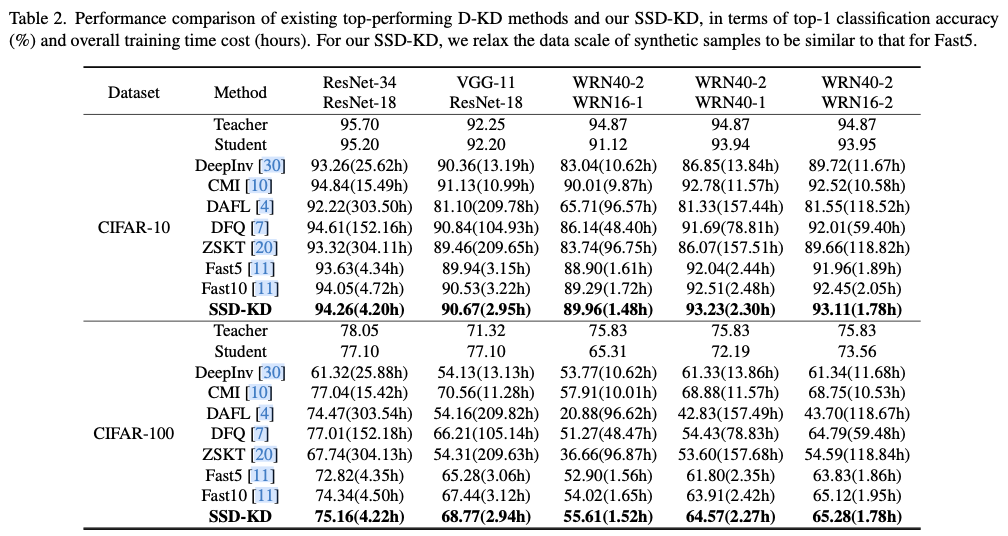 Table 2. Performance comparison of existing top-performing D-KD methods and our SSD-KD, in terms of top-1 classification accuracy
(%) and overall training time cost (hours). For our SSD-KD, we relax the data scale of synthetic samples to be similar to that for Fast5.
Dataset Method ResNet-34 VGG-11 WRN40-2 WRN40-2 WRN40-2
ResNet-18 ResNet-18 WRN16-1 WRN40-1 WRN16-2
CIFAR-10
Teacher 95.70 92.25 94.87 94.87 94.87
Student 95.20 92.20 91.12 93.94 93.95
DeepInv [30] 93.26(25.62h) 90.36(13.19h) 83.04(10.62h) 86.85(13.84h) 89.72(11.67h)
CMI [10] 94.84(15.49h) 91.13(10.99h) 90.01(9.87h) 92.78(11.57h) 92.52(10.58h)
DAFL [4] 92.22(303.50h) 81.10(209.78h) 65.71(96.57h) 81.33(157.44h) 81.55(118.52h)
DFQ [7] 94.61(152.16h) 90.84(104.93h) 86.14(48.40h) 91.69(78.81h) 92.01(59.40h)
ZSKT [20] 93.32(304.11h) 89.46(209.65h) 83.74(96.75h) 86.07(157.51h) 89.66(118.82h)
Fast5 [11] 93.63(4.34h) 89.94(3.15h) 88.90(1.61h) 92.04(2.44h) 91.96(1.89h)
Fast10 [11] 94.05(4.72h) 90.53(3.22h) 89.29(1.72h) 92.51(2.48h) 92.45(2.05h)
SSD-KD 94.26(4.20h) 90.67(2.95h) 89.96(1.48h) 93.23(2.30h) 93.11(1.78h)
CIFAR-100
Teacher 78.05 71.32 75.83 75.83 75.83
Student 77.10 77.10 65.31 72.19 73.56
DeepInv [30] 61.32(25.88h) 54.13(13.13h) 53.77(10.62h) 61.33(13.86h) 61.34(11.68h)
CMI [10] 77.04(15.42h) 70.56(11.28h) 57.91(10.01h) 68.88(11.57h) 68.75(10.53h)
DAFL [4] 74.47(303.54h) 54.16(209.82h) 20.88(96.62h) 42.83(157.49h) 43.70(118.67h)
DFQ [7] 77.01(152.18h) 66.21(105.14h) 51.27(48.47h) 54.43(78.83h) 64.79(59.48h)
ZSKT [20] 67.74(304.13h) 54.31(209.63h) 36.66(96.87h) 53.60(157.68h) 54.59(118.84h)
Fast5 [11] 72.82(4.35h) 65.28(3.06h) 52.90(1.56h) 61.80(2.35h) 63.83(1.86h)
Fast10 [11] 74.34(4.50h) 67.44(3.12h) 54.02(1.65h) 63.91(2.42h) 65.12(1.95h)
SSD-KD 75.16(4.22h) 68.77(2.94h) 55.61(1.52h) 64.57(2.27h) 65.28(1.78h)